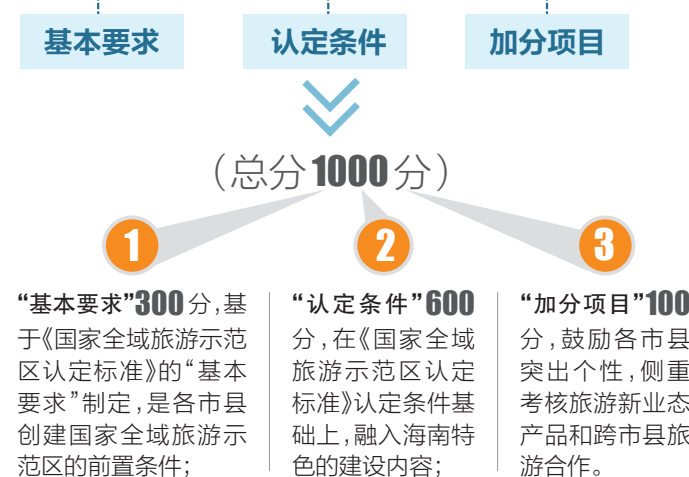 基本要求
认定条件
加分项目
（总分1000分）
1
2
3
“基本要求”300分，基
于《国家全域旅游示范
区认定标准》的“基本
要求”制定，是各市县
创建国家全域旅游示
范区的前置条件；
“认定条件”600
分，在《国家全域
旅游示范区认定
标准》认定条件基
础上，融入海南特
色的建设内容；
“加分项目”100
分，鼓励各市县
突出个性，侧重
考核旅游新业态
产品和跨市县旅
游合作。